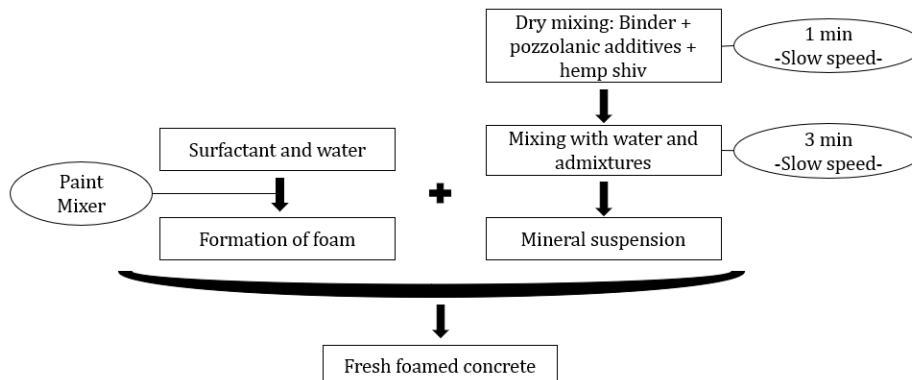 Dry mixing: Binder +
pozzolanic additives +
hemp shiv
1 min
-Slow speed-
Surfactant and water
Mixing with water and
admixtures
3 min
-Slow speed-
Paint
Mixer
Formation of foam
Mineral suspension
Fresh foamed concrete